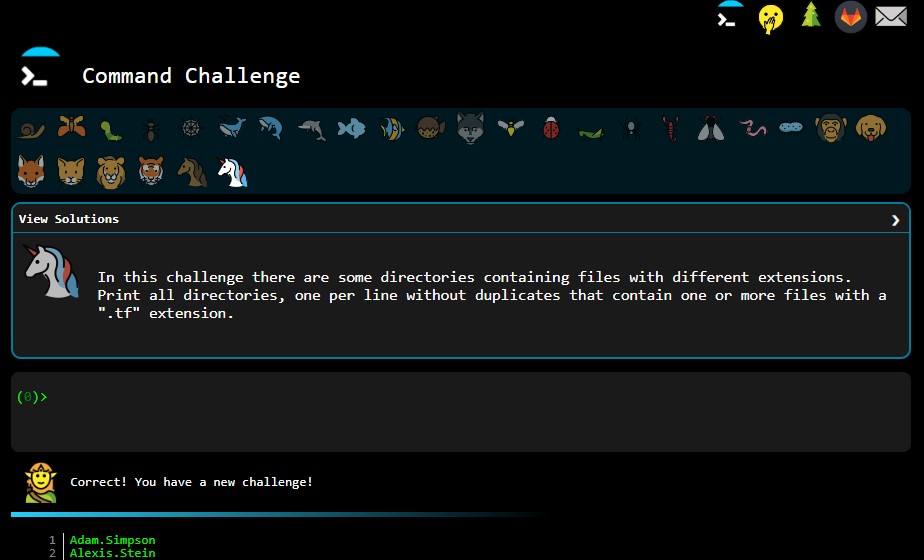 Command Challenge
View Solutions
In this challenge there are some directories containing files with different extensions.
Print all directories, one per line without duplicates that contain one or more files with a
".tf" extension.
(0)>
Correct! You have a new challenge!
1 Adam.Simpson
2 Alexis.Stein